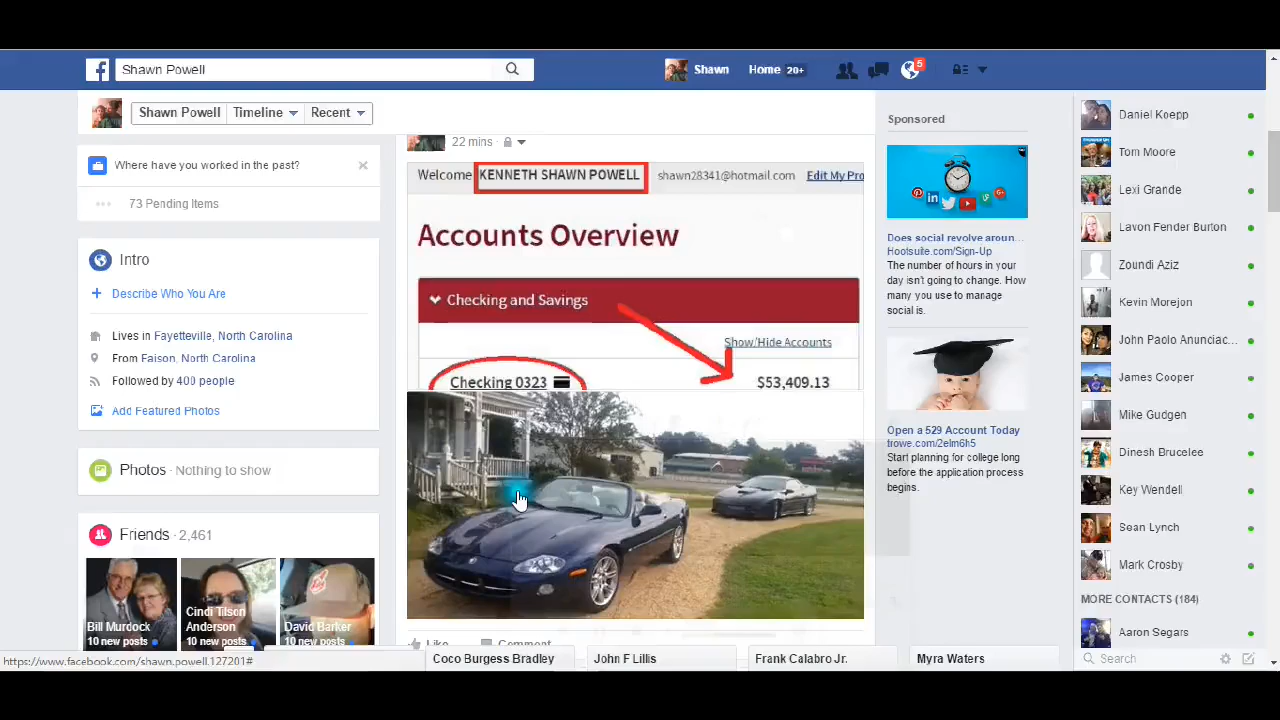 Shawn Powell
Shawn
Home 20+
5
Shawn Powell
Timeline
Recent
Where have you worked in the past?
73 Pending Items
Intro
Describe Who You Are
Lives in Fayetteville, North Carolina
From Faison, North Carolina
Followed by 400 people
Add Featured Photos
Photos · Nothing to show
Friends · 2,461
Bill Murdock
10 new posts
Cindi Tilson
Anderson
10 new posts
David Barker
10 new posts
https://www.facebook.com/shawn.powell.127201#
22 mins ·
Welcome KENNETH SHAWN POWELL shawn28341@hotmail.com Edit My Pro
Accounts Overview
Checking and Savings
Show/Hide Accounts
Checking 0323 $53,409.13
Like Comment
Coco Burgess Bradley
John F Lillis
Frank Calabro Jr.
Myra Waters
Sponsored
Does social revolve aroun...
Hootsuite.com/Sign-Up
The number of hours in your
day isn't going to change. How
many you use to manage
social is.
Open a 529 Account Today
trowe.com/2elm6h5
Start planning for college long
before the application process
begins.
Daniel Koepp
Tom Moore
Lexi Grande
Lavon Fender Burton
Zoundi Aziz
Kevin Morejon
John Paolo Anunciac...
James Cooper
Mike Gudgen
Dinesh Brucelee
Key Wendell
Sean Lynch
Mark Crosby
MORE CONTACTS (184)
Aaron Segars
Search